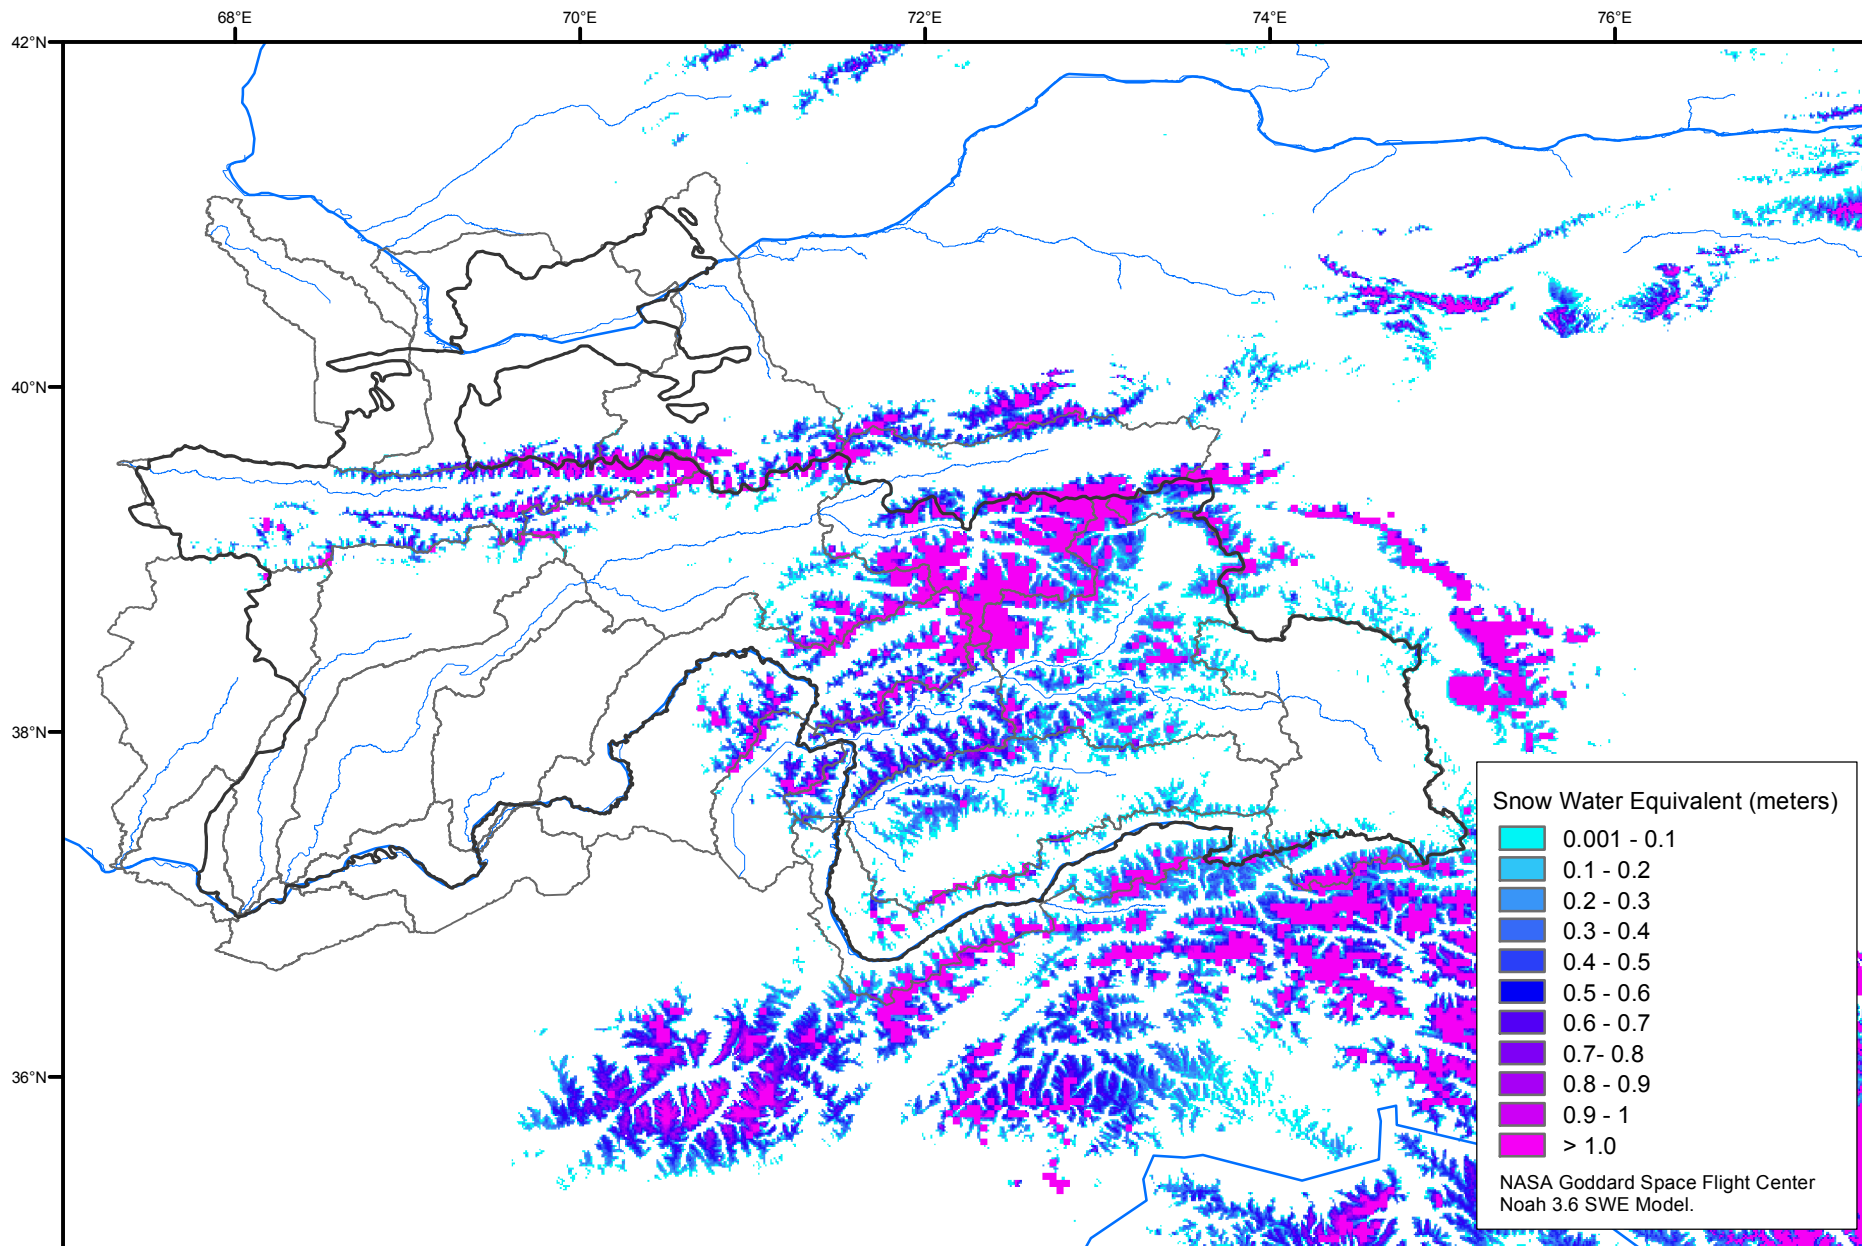 68°E
70°E
72°E
74°E
76°E
42°N
40°N
38°N
36°N
Snow Water Equivalent (meters)
0.001 - 0.1
0.1 - 0.2
0.2 - 0.3
0.3 - 0.4
0.4 - 0.5
0.5 - 0.6
0.6 - 0.7
0.7- 0.8
0.8 - 0.9
0.9 - 1
> 1.0
NASA Goddard Space Flight Center
Noah 3.6 SWE Model.